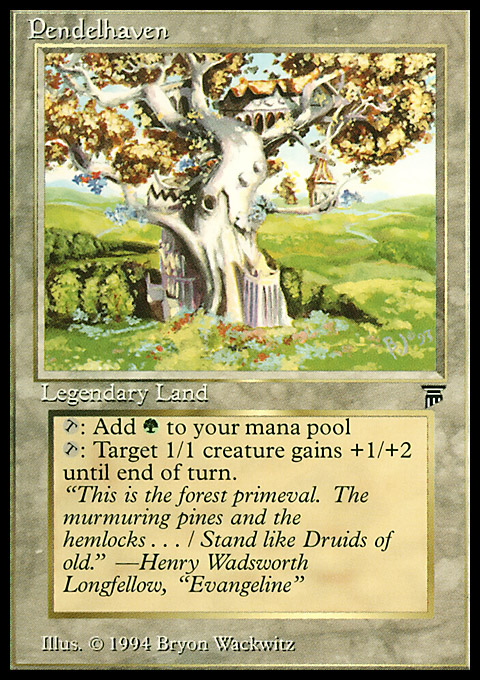 Pendelhaven
Legendary Land
: Add to your mana pool
: Target 1/1 creature gains +1/+2
until end of turn.
“This is the forest primeval. The
murmuring pines and the
hemlocks . . . / Stand like Druids of
old.” —Henry Wadsworth
Longfellow, “Evangeline”
Illus. © 1994 Bryon Wackwitz